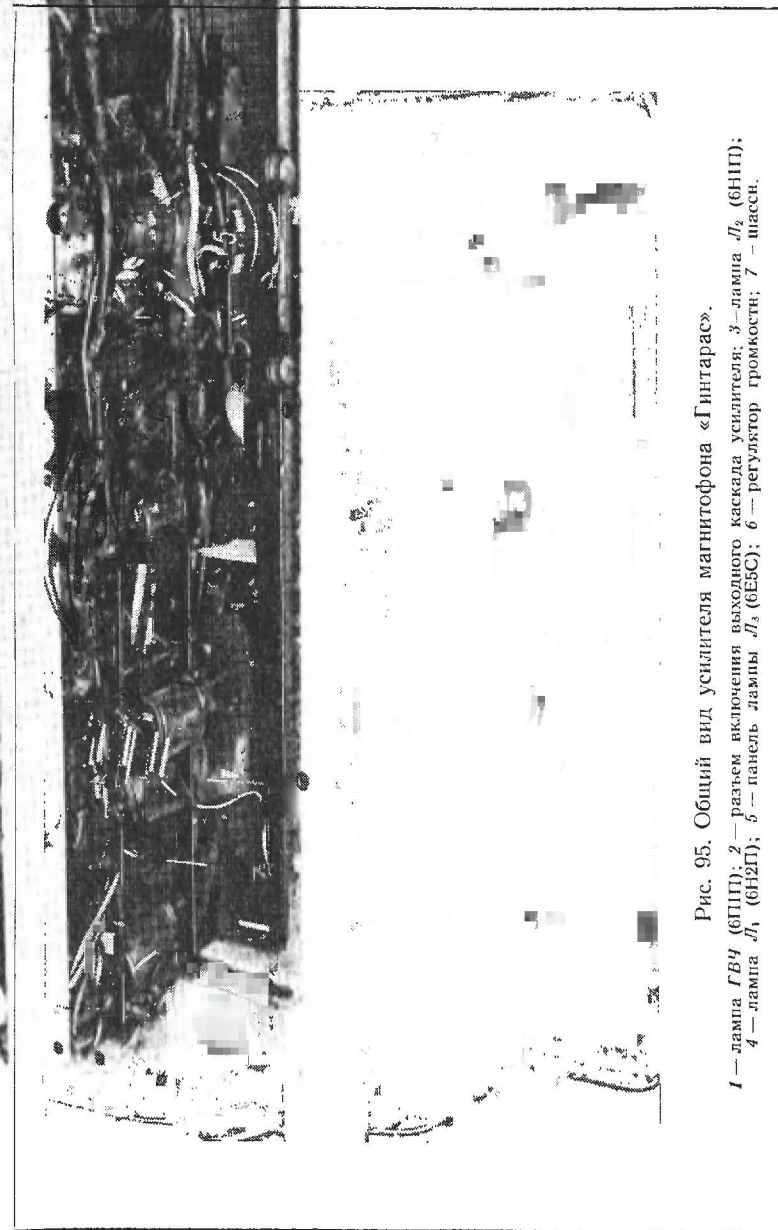 5
Рис. 95. Общий вид усилителя магнитофона «Гинтарас».
1 — лампа ГВЧ (6П1П); 2 — разъем включения выходного каскада усилителя; 3 — лампа Л₂ (6Н1П);
4 — лампа Л₁ (6Н2П); 5 — панель лампы Л₃ (6Е5С); 6 — регулятор громкости; 7 — шасси.